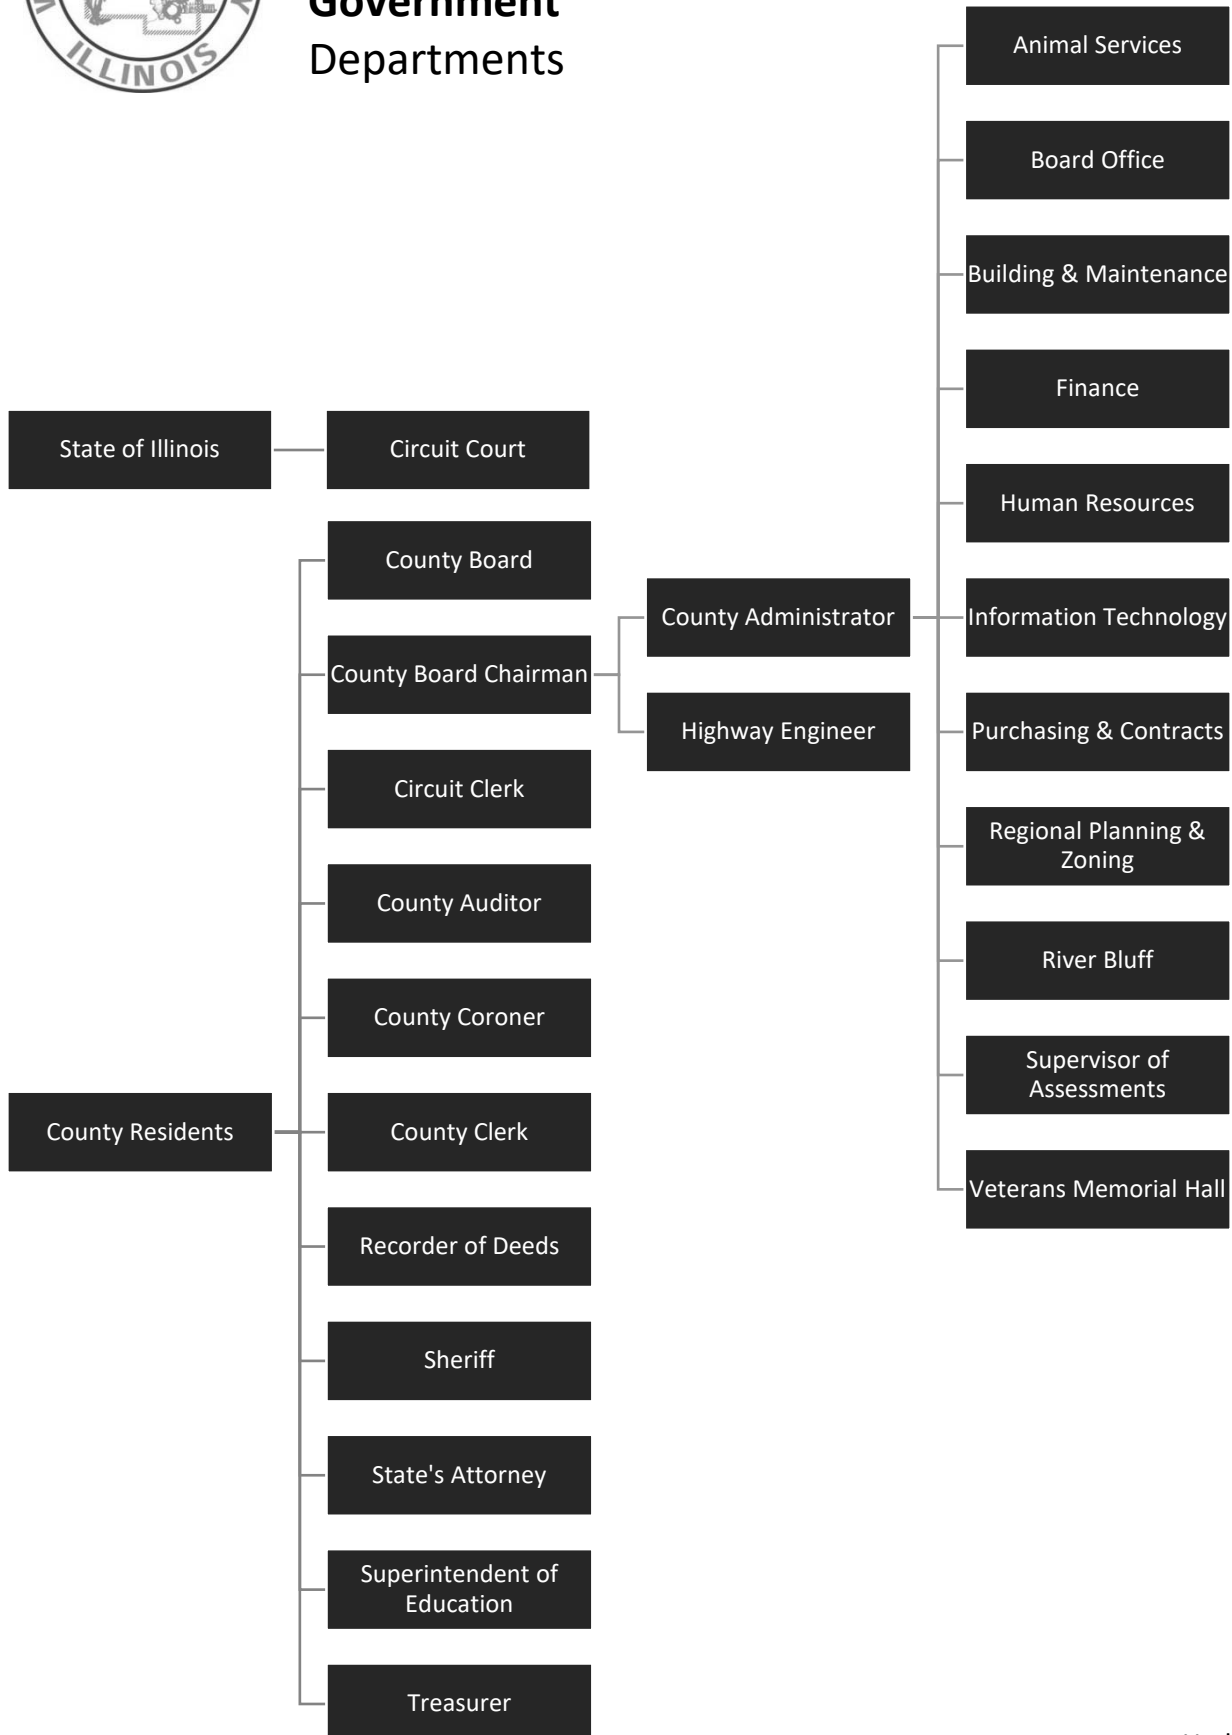 ILLINOIS
Government
Departments
Animal Services
Board Office
Building & Maintenance
Finance
Human Resources
Information Technology
Purchasing & Contracts
Regional Planning &
Zoning
River Bluff
Supervisor of
Assessments
Veterans Memorial Hall
County Administrator
Highway Engineer
State of Illinois
Circuit Court
County Board
County Board Chairman
Circuit Clerk
County Auditor
County Coroner
County Clerk
County Residents
Recorder of Deeds
Sheriff
State's Attorney
Superintendent of
Education
Treasurer